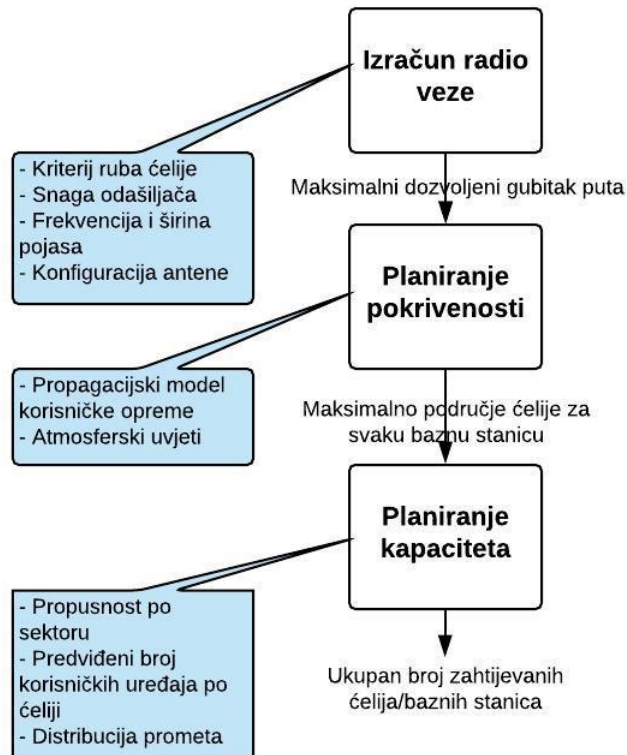 Izračun radio
veze
- Kriterij ruba ćelije
- Snaga odašiljača
- Frekvencija i širina
pojasa
- Konfiguracija antene
Maksimalni dozvoljeni gubitak puta
Planiranje
pokrivenosti
- Propagacijski model
korisničke opreme
- Atmosferski uvjeti
Maksimalno područje ćelije za
svaku baznu stanicu
Planiranje
kapaciteta
- Propusnost po
sektoru
- Predviđeni broj
korisničkih uređaja po
ćeliji
- Distribucija prometa
Ukupan broj zahtijevanih
ćelija/baznih stanica